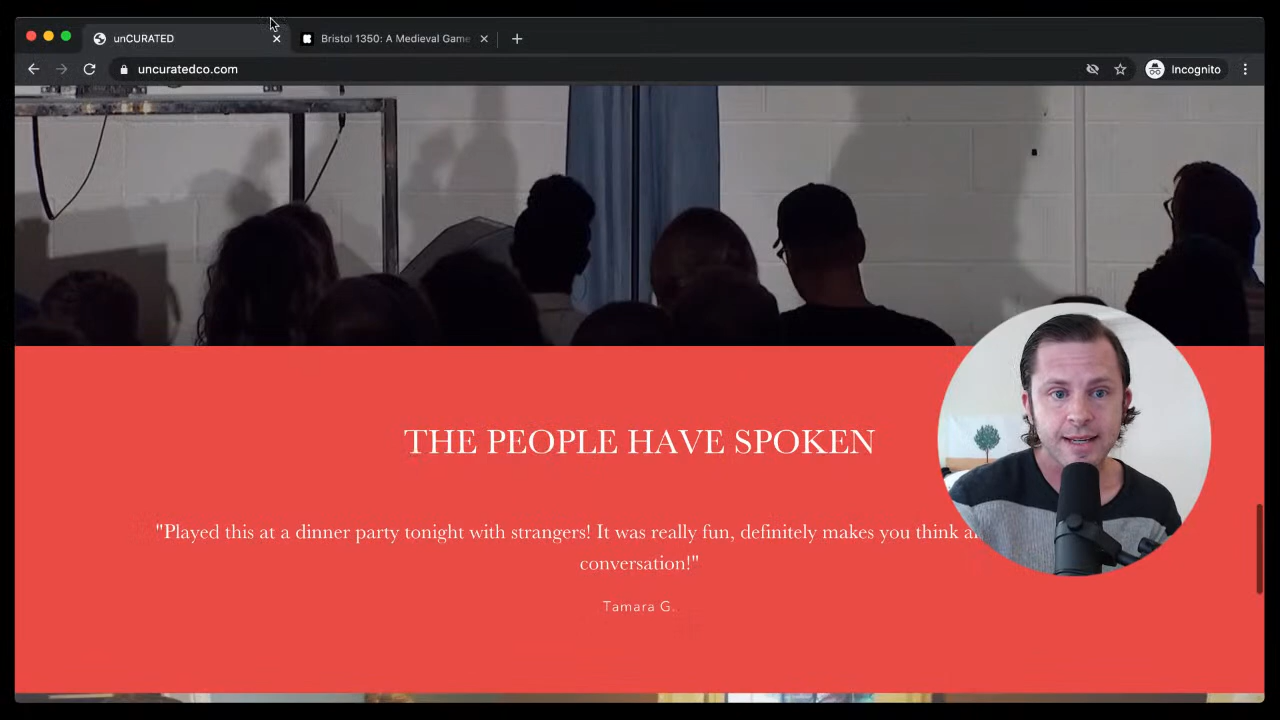 unCURATED
Bristol 1350: A Medieval Game
uncuratedco.com
Incognito
THE PEOPLE HAVE SPOKEN
"Played this at a dinner party tonight with strangers! It was really fun, definitely makes you think
conversation!"
Tamara G.